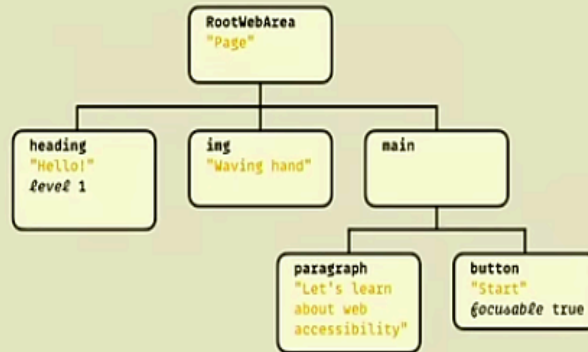 RootWebArea
"Page"
heading
"Hello!"
level 1
img
"Waving hand"
main
paragraph
"Let's learn
about web
accessibility"
button
"Start"
focusable true